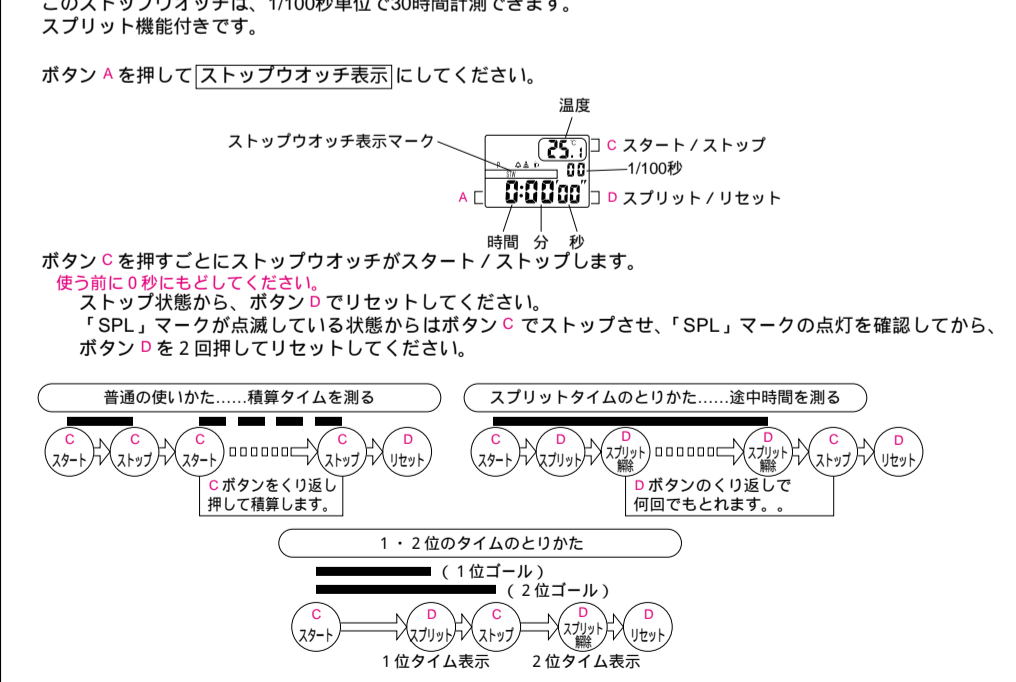 このストップウオッチは、1/100秒単位で30時間計測できます。
スプリット機能付きです。
ボタン A を押して ストップウオッチ表示 にしてください。
温度
ストップウオッチ表示マーク
25.1 ℃
C スタート / ストップ
P
STW
00
1/100秒
A
0:00'00"
D スプリット / リセット
時間 分 秒
ボタン C を押すごとにストップウオッチがスタート / ストップします。
使う前に0秒にもどしてください。
ストップ状態から、ボタン D でリセットしてください。
「SPL」マークが点滅している状態からはボタン C でストップさせ、「SPL」マークの点灯を確認してから、
ボタン D を2回押してリセットしてください。
普通の使いかた……積算タイムを測る
C スタート
C ストップ
C スタート
C ストップ
D リセット
C ボタンをくり返し
押して積算します。
スプリットタイムのとりかた……途中時間を測る
C スタート
D スプリット
D スプリット解除
D スプリット解除
C ストップ
D リセット
D ボタンのくり返しで
何回でもとれます。。
1・2位のタイムのとりかた
(1位ゴール)
(2位ゴール)
C スタート
D スプリット
C ストップ
D スプリット解除
D リセット
1位タイム表示 2位タイム表示